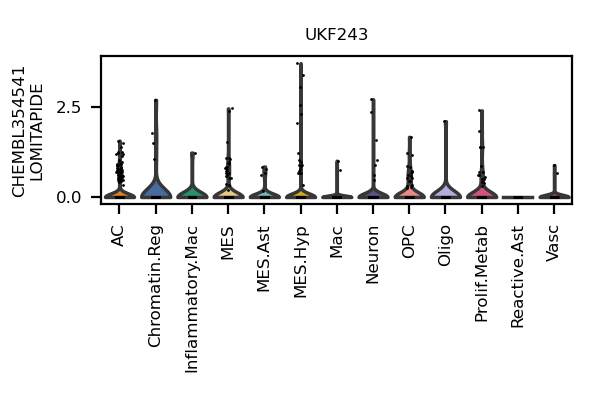 UKF243
CHEMBL354541
LOMITAPIDE
2.5
0.0
AC
Chromatin.Reg
Inflammatory.Mac
MES
MES.Ast
MES.Hyp
Mac
Neuron
OPC
Oligo
Prolif.Metab
Reactive.Ast
Vasc